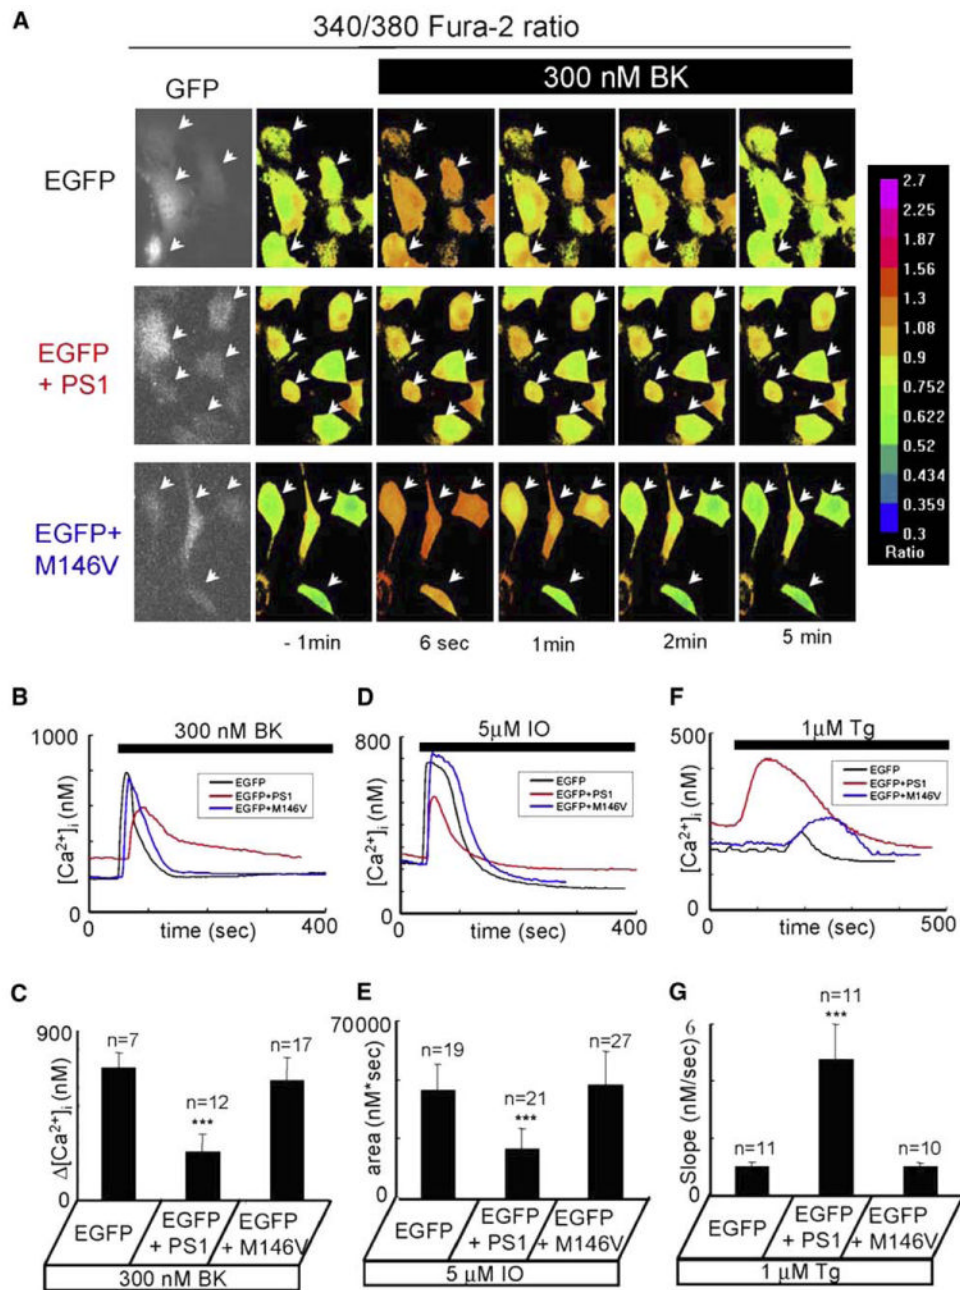 A
340/380 Fura-2 ratio
GFP
300 nM BK
EGFP
EGFP
+ PS1
EGFP+
M146V
2.7
2.25
1.87
1.56
1.3
1.08
0.9
0.752
0.622
0.52
0.434
0.359
0.3
Ratio
- 1min
6 sec
1min
2min
5 min
B
300 nM BK
1000
[Ca²⁺]ᵢ (nM)
EGFP
EGFP+PS1
EGFP+M146V
0
0
time (sec)
400
D
5µM IO
800
[Ca²⁺]ᵢ (nM)
EGFP
EGFP+PS1
EGFP+M146V
0
0
time (sec)
400
F
1µM Tg
500
[Ca²⁺]ᵢ (nM)
EGFP
EGFP+PS1
EGFP+M146V
0
0
time (sec)
500
C
900
Δ[Ca²⁺]ᵢ (nM)
0
n=7
n=12
***
n=17
EGFP
EGFP
+ PS1
EGFP
+ M146V
300 nM BK
E
70000
area (nM*sec)
0
n=19
n=21
***
n=27
EGFP
EGFP
+ PS1
EGFP
+ M146V
5 µM IO
G
6
Slope (nM/sec)
0
n=11
n=11
***
n=10
EGFP
EGFP
+ PS1
EGFP
+ M146V
1 µM Tg